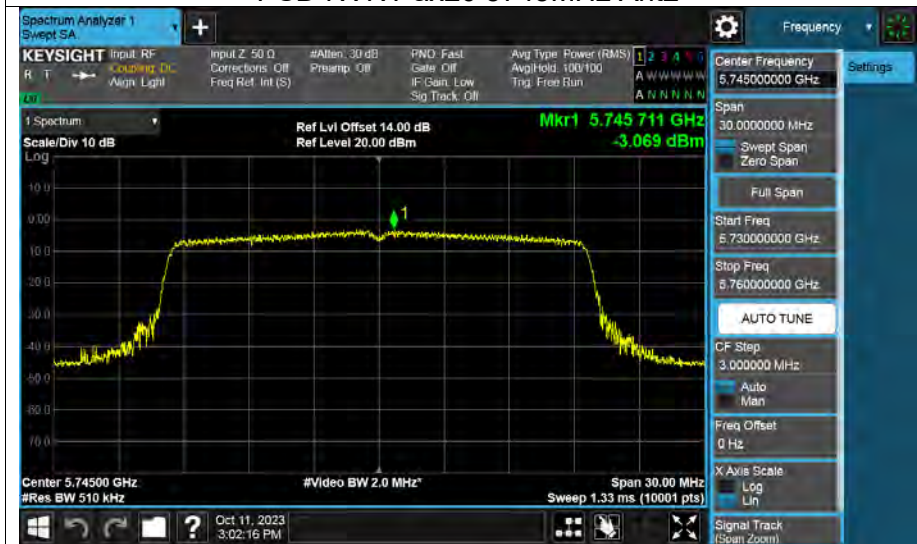 Spectrum Analyzer 1
Swept SA
+
Frequency
KEYSIGHT
R T
Input: RF
Coupling: DC
Align: Light
Input Z: 50 Ω
Corrections: Off
Freq Ref: Int (S)
#Atten: 30 dB
Preamp: Off
PNO: Fast
Gate: Off
IF Gain: Low
Sig Track: Off
Avg Type: Power (RMS)
Avg|Hold: 100/100
Trig: Free Run
1 2 3 4 5 6
A W W W W W
A N N N N N
1 Spectrum
Scale/Div 10 dB
Log
Ref Lvl Offset 14.00 dB
Ref Level 20.00 dBm
Mkr1 5.745 711 GHz
-3.069 dBm
1
10.0
0.00
-10.0
-20.0
-30.0
-40.0
-50.0
-60.0
-70.0
Center 5.74500 GHz
#Res BW 510 kHz
#Video BW 2.0 MHz*
Span 30.00 MHz
Sweep 1.33 ms (10001 pts)
?
Oct 11, 2023
3:02:16 PM
Center Frequency
5.745000000 GHz
Settings
Span
30.0000000 MHz
Swept Span
Zero Span
Full Span
Start Freq
5.730000000 GHz
Stop Freq
5.760000000 GHz
AUTO TUNE
CF Step
3.000000 MHz
Auto
Man
Freq Offset
0 Hz
X Axis Scale
Log
Lin
Signal Track
(Span Zoom)